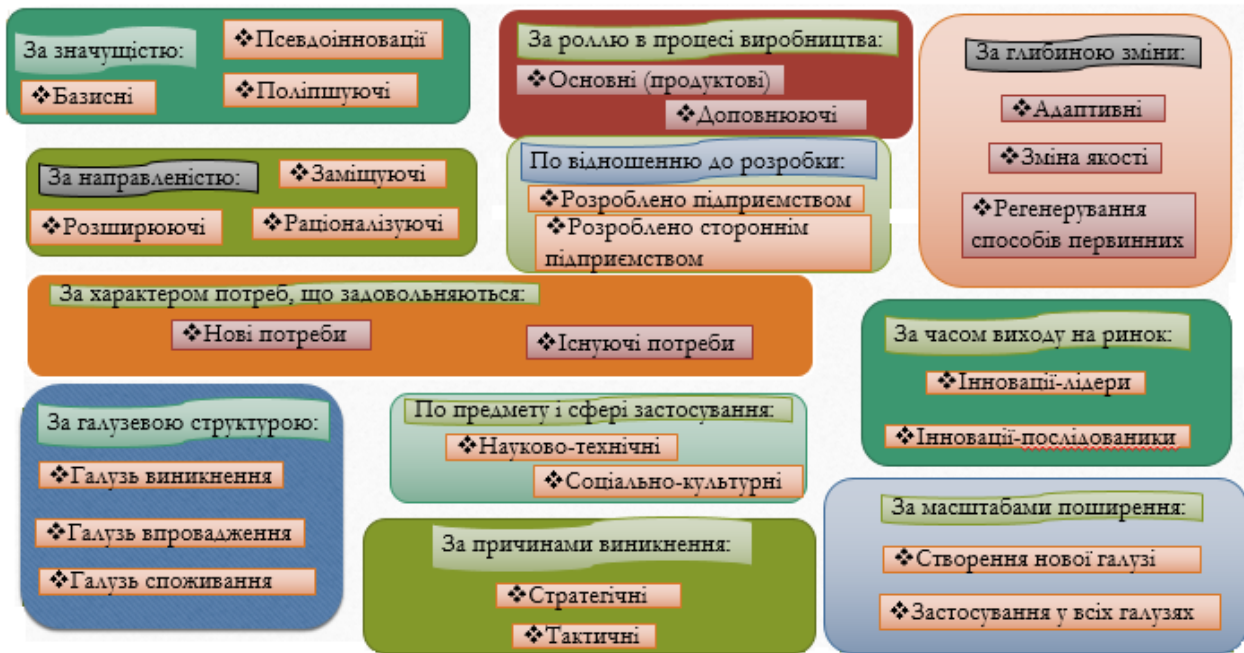 За значущістю:
❖Псевдоінновації
❖Базисні
❖Поліпшуючі
За роллю в процесі виробництва:
❖Основні (продуктові)
❖Доповнюючі
За глибиною зміни:
❖Адаптивні
❖Зміна якості
❖Регенерування
способів первинних
За направленістю:
❖Заміщуючі
❖Розширюючі
❖Раціоналізуючі
По відношенню до розробки:
❖Розроблено підприємством
❖Розроблено стороннім
підприємством
За характером потреб, що задовольняються:
❖Нові потреби
❖Існуючі потреби
За часом виходу на ринок:
❖Інновації-лідери
❖Інновації-послідованики
За галузевою структурою:
❖Галузь виникнення
❖Галузь впровадження
❖Галузь споживання
По предмету і сфері застосування:
❖Науково-технічні
❖Соціально-культурні
За причинами виникнення:
❖Стратегічні
❖Тактичні
За масштабами поширення:
❖Створення нової галузі
❖Застосування у всіх галузях